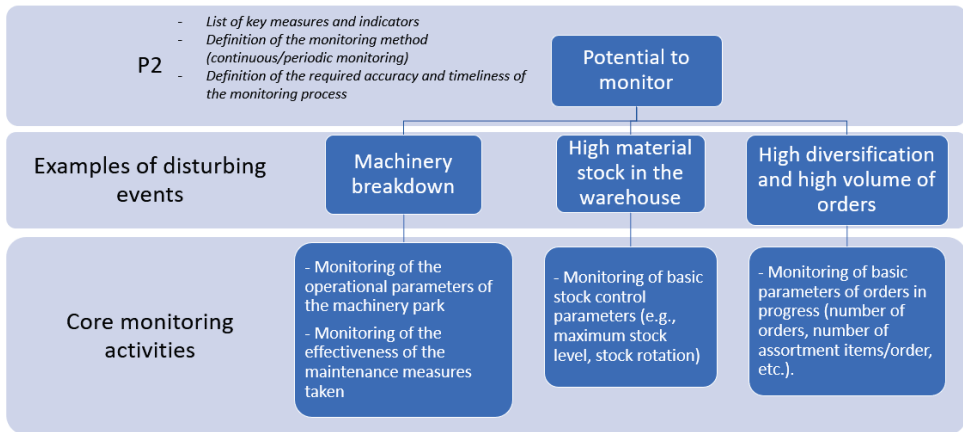 P2
- List of key measures and indicators
- Definition of the monitoring method
(continuous/periodic monitoring)
- Definition of the required accuracy and timeliness of
the monitoring process
Potential to
monitor
Examples of disturbing
events
Machinery
breakdown
High material
stock in the
warehouse
High diversification
and high volume of
orders
Core monitoring
activities
- Monitoring of the
operational parameters of
the machinery park
- Monitoring of the
effectiveness of the
maintenance measures
taken
- Monitoring of basic
stock control
parameters (e.g.,
maximum stock
level, stock rotation)
- Monitoring of basic
parameters of orders in
progress (number of
orders, number of
assortment items/order,
etc.).